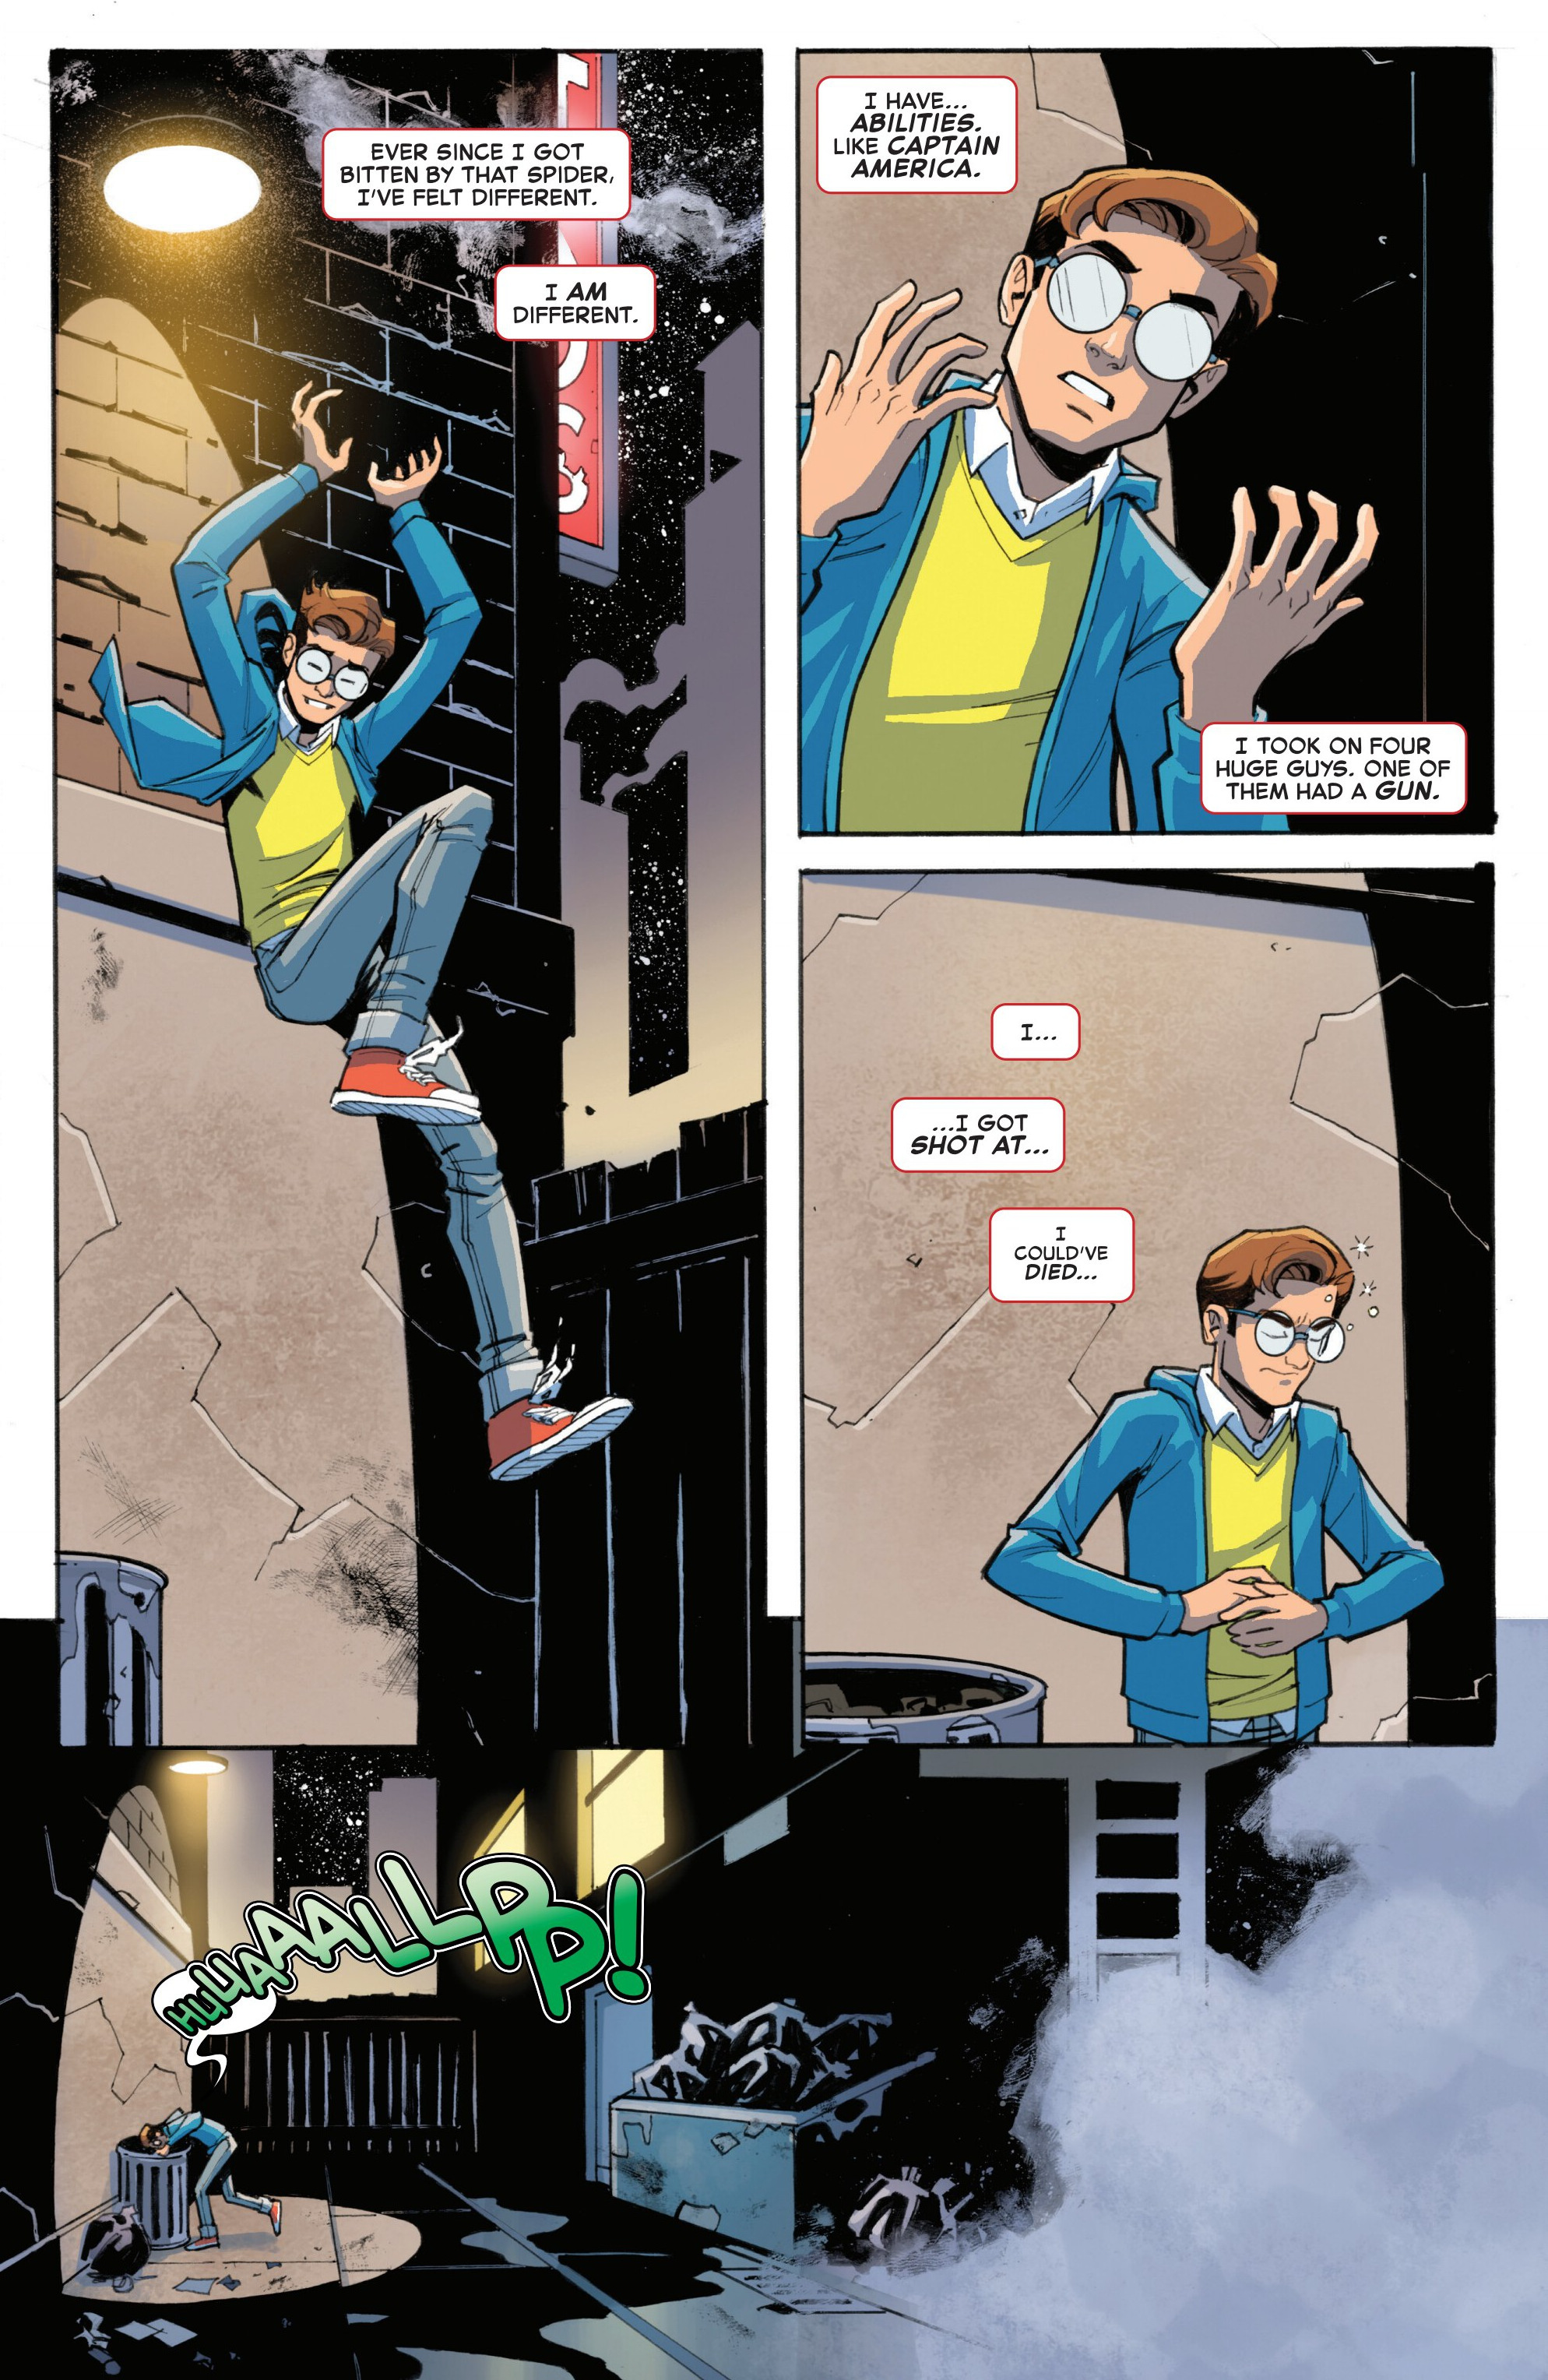 EVER SINCE I GOT
BITTEN BY THAT SPIDER,
I'VE FELT DIFFERENT.
I AM
DIFFERENT.
I HAVE...
ABILITIES.
LIKE CAPTAIN
AMERICA.
I TOOK ON FOUR
HUGE GUYS. ONE OF
THEM HAD A GUN.
I...
...I GOT
SHOT AT...
I
COULD'VE
DIED...
HUUAAAALLPP!